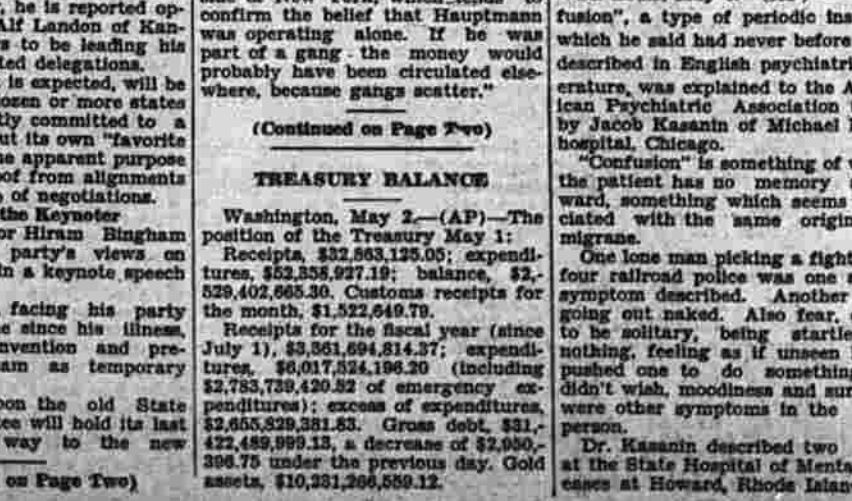 , he is reported op-
Alf Landon of Kan-
s to be leading his
ted delegations.
is expected, will be
ozen or more states
tly committed to a
ut its own "favorite
e apparent purpose
of from alignments
of negotiations.
the Keynoter
or Hiram Bingham
party's views on
in a keynote speech
facing his party
e since his illness,
nvention and pre-
am as temporary
pon the old State
ee will hold its last
way to the new
on Page Two)
confirm the belief that Hauptmann
was operating alone. If he was
part of a gang the money would
probably have been circulated else-
where, because gangs scatter."
(Continued on Page Two)
TREASURY BALANCE
Washington, May 2.—(AP)—The
position of the Treasury May 1:
Receipts, $32,863,125.05; expendi-
tures, $52,358,927.19; balance, $2,-
529,402,665.30. Customs receipts for
the month, $1,522,649.79.
Receipts for the fiscal year (since
July 1), $3,361,694,814.37; expendi-
tures, $6,017,524,196.20 (including
$2,783,739,420.52 of emergency ex-
penditures); excess of expenditures,
$2,655,829,381.83. Gross debt, $31,-
422,489,999.13, a decrease of $2,050,-
396.75 under the previous day. Gold
assets, $10,231,266,559.12.
fusion", a type of periodic ins
which he said had never before
described in English psychiatri
erature, was explained to the A
ican Psychiatric Association
by Jacob Kasanin of Michael
hospital, Chicago.
"Confusion" is something of
the patient has no memory
ward, something which seems
ciated with the same origin
migrane.
One lone man picking a fight
four railroad police was one
symptom described. Another
going out naked. Also fear,
to be solitary, being startle
nothing, feeling as if unseen
pushed one to do something
didn't wish, moodiness and sur
were other symptoms in the
person.
Dr. Kasanin described two
at the State Hospital of Menta
eases at Howard, Rhode Islan